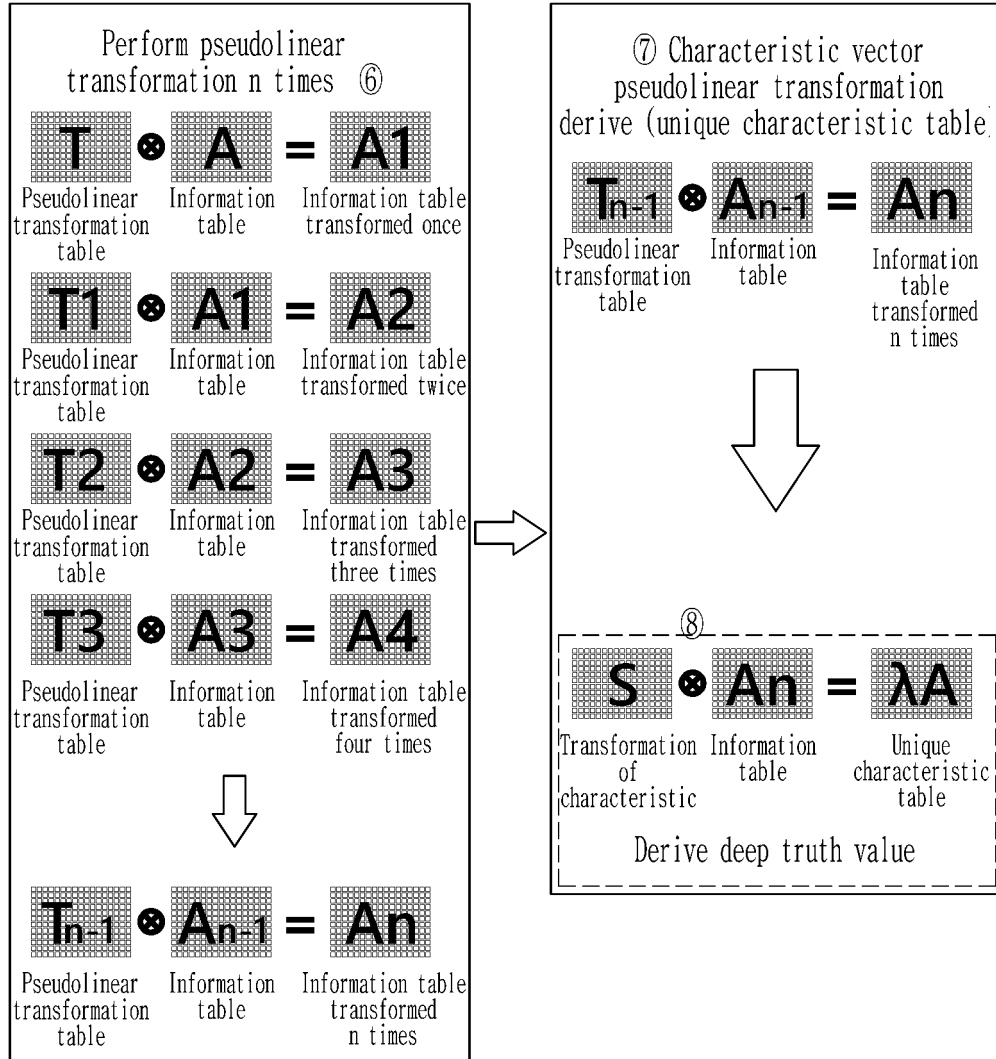 Perform pseudolinear
transformation n times ⑥
T ⊗ A = A1
Pseudolinear
transformation
table
Information
table
Information table
transformed once
T1 ⊗ A1 = A2
Pseudolinear
transformation
table
Information
table
Information table
transformed twice
T2 ⊗ A2 = A3
Pseudolinear
transformation
table
Information
table
Information table
transformed
three times
T3 ⊗ A3 = A4
Pseudolinear
transformation
table
Information
table
Information table
transformed
four times
Tn-1 ⊗ An-1 = An
Pseudolinear
transformation
table
Information
table
Information table
transformed
n times
⑦ Characteristic vector
pseudolinear transformation
derive (unique characteristic table)
Tn-1 ⊗ An-1 = An
Pseudolinear
transformation
table
Information
table
Information
table
transformed
n times
⑧
S ⊗ An = λA
Transformation
of
characteristic
Information
table
Unique
characteristic
table
Derive deep truth value